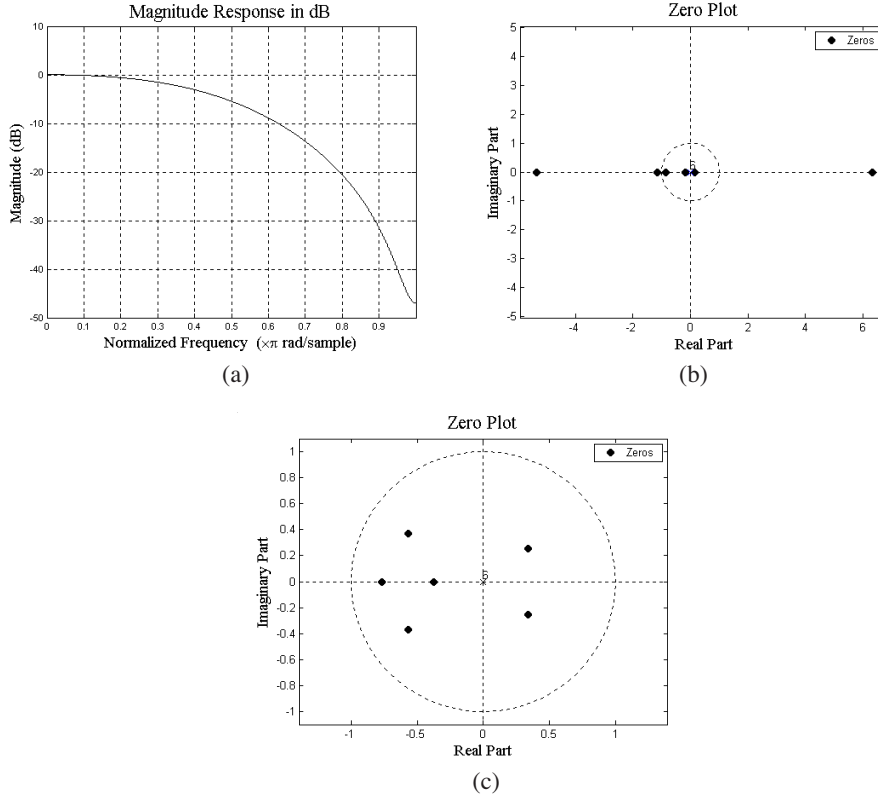 Magnitude Response in dB
10
0
-10
-20
-30
-40
-50
Magnitude (dB)
0 0.1 0.2 0.3 0.4 0.5 0.6 0.7 0.8 0.9
Normalized Frequency (×π rad/sample)
(a)
Zero Plot
Zeros
5
4
3
2
1
0
-1
-2
-3
-4
-5
Imaginary Part
6
-4 -2 0 2 4 6
Real Part
(b)
Zero Plot
Zeros
1
0.8
0.6
0.4
0.2
0
-0.2
-0.4
-0.6
-0.8
-1
Imaginary Part
6
-1 -0.5 0 0.5 1
Real Part
(c)